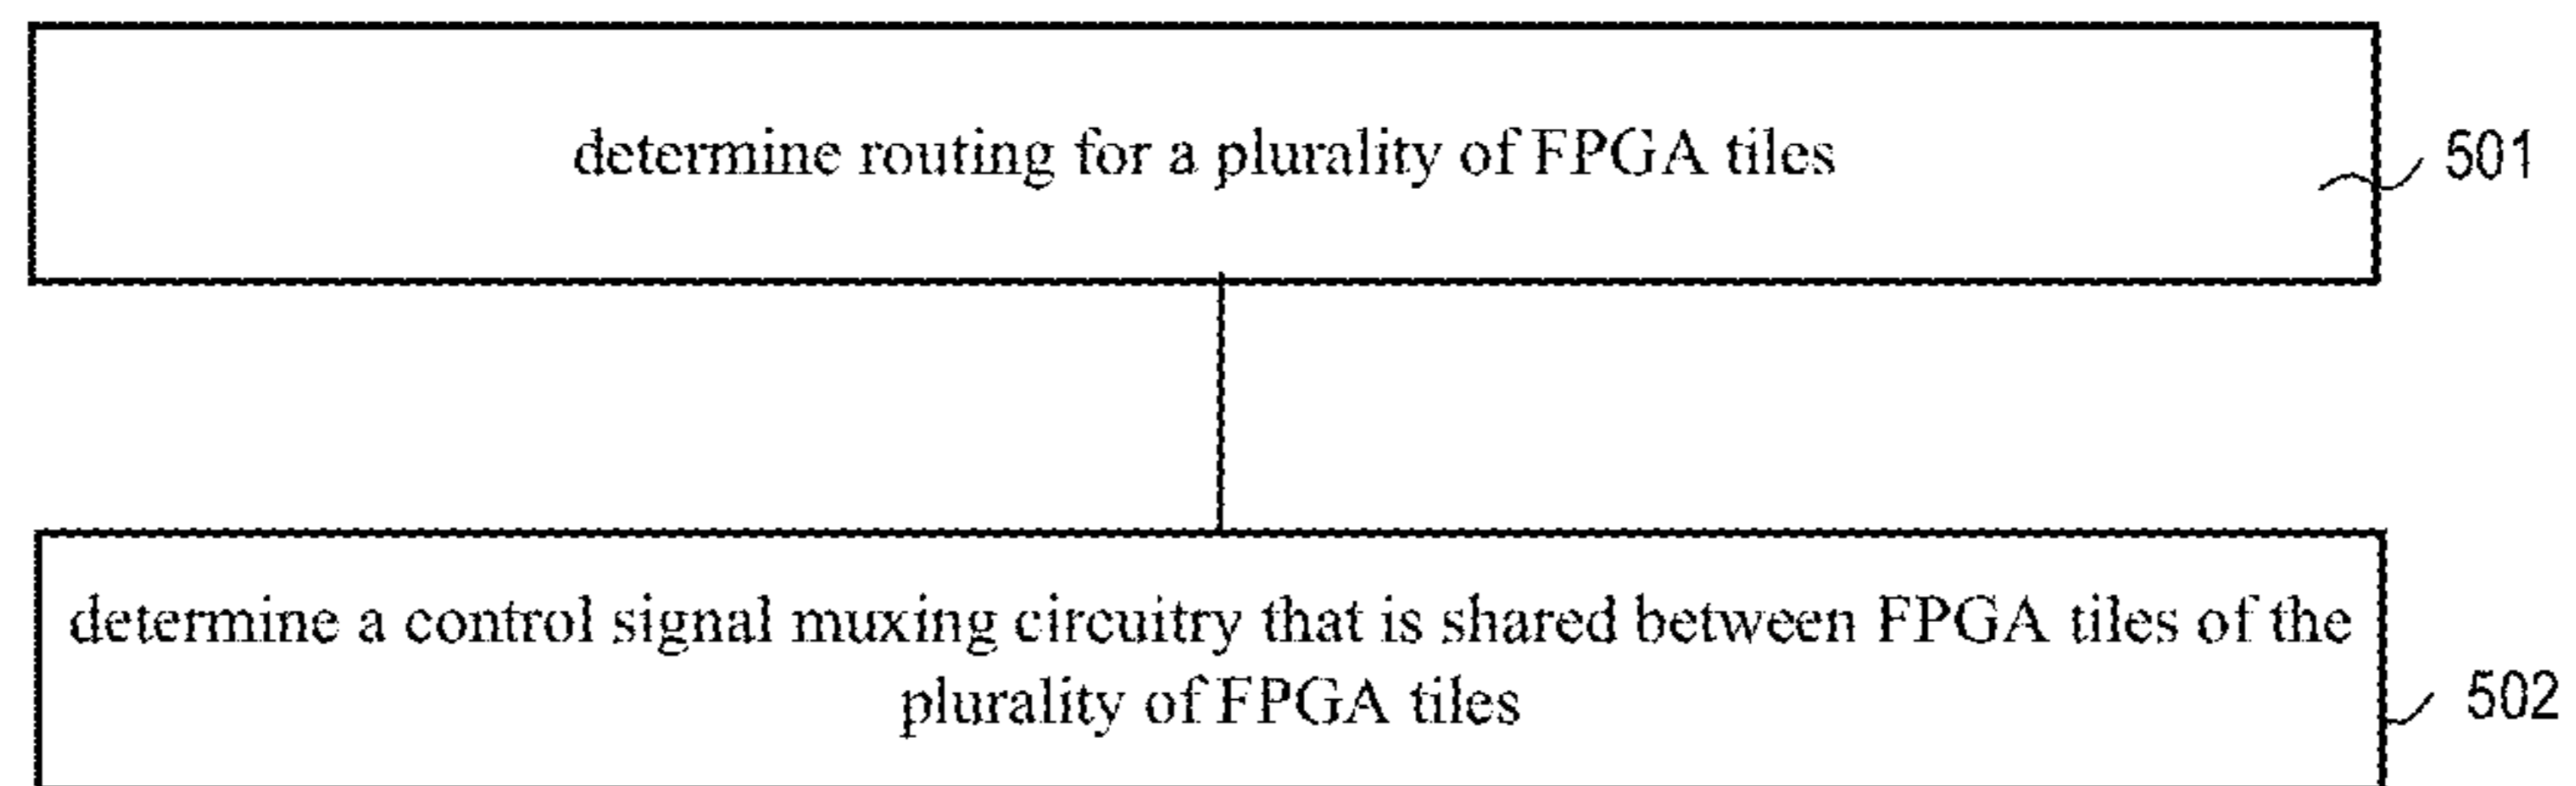 determine routing for a plurality of FPGA tiles
501
determine a control signal muxing circuitry that is shared between FPGA tiles of the
plurality of FPGA tiles
502